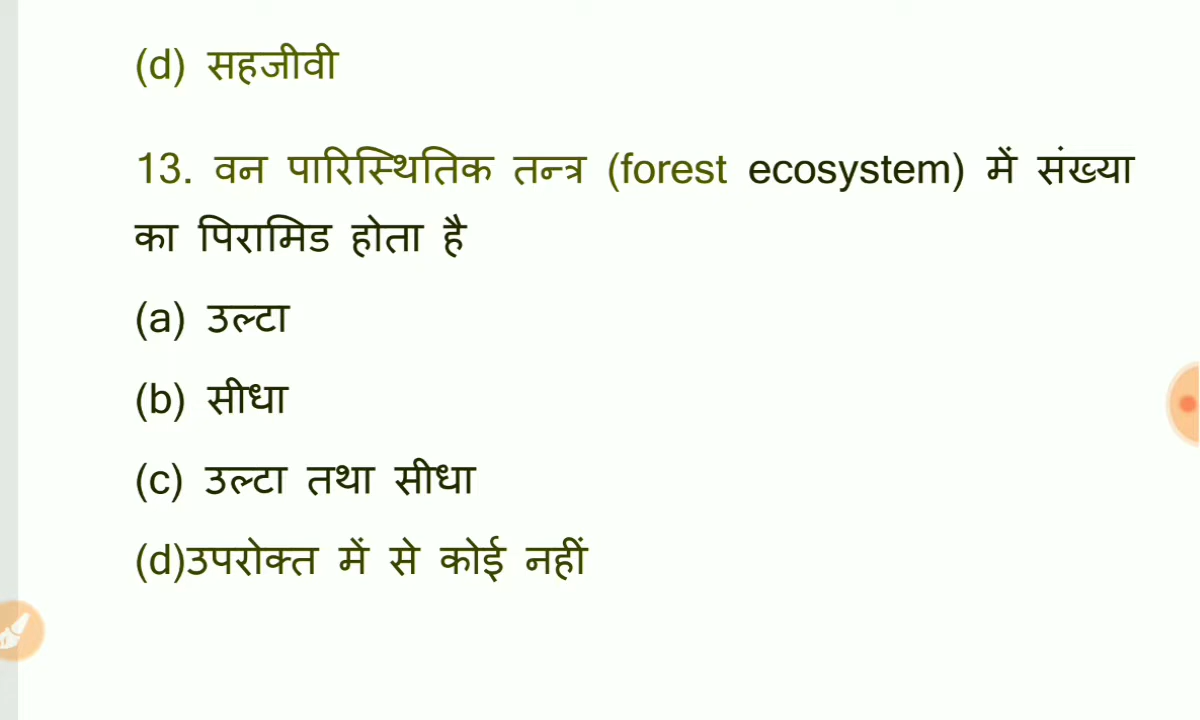 (d) सहजीवी
13. वन पारिस्थितिक तन्त्र (forest ecosystem) में संख्या
का पिरामिड होता है
(a) उल्टा
(b) सीधा
(c) उल्टा तथा सीधा
(d)उपरोक्त में से कोई नहीं